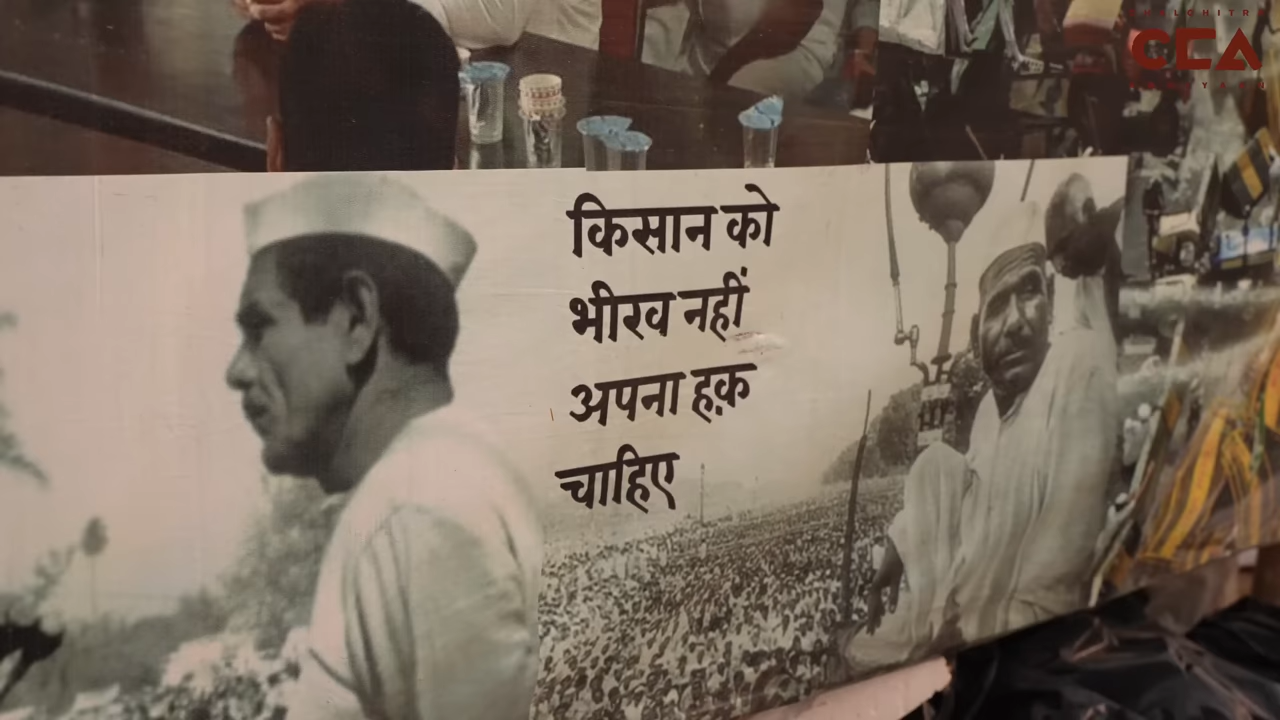 CCA
किसान को
भीख नहीं
अपना हक़
चाहिए